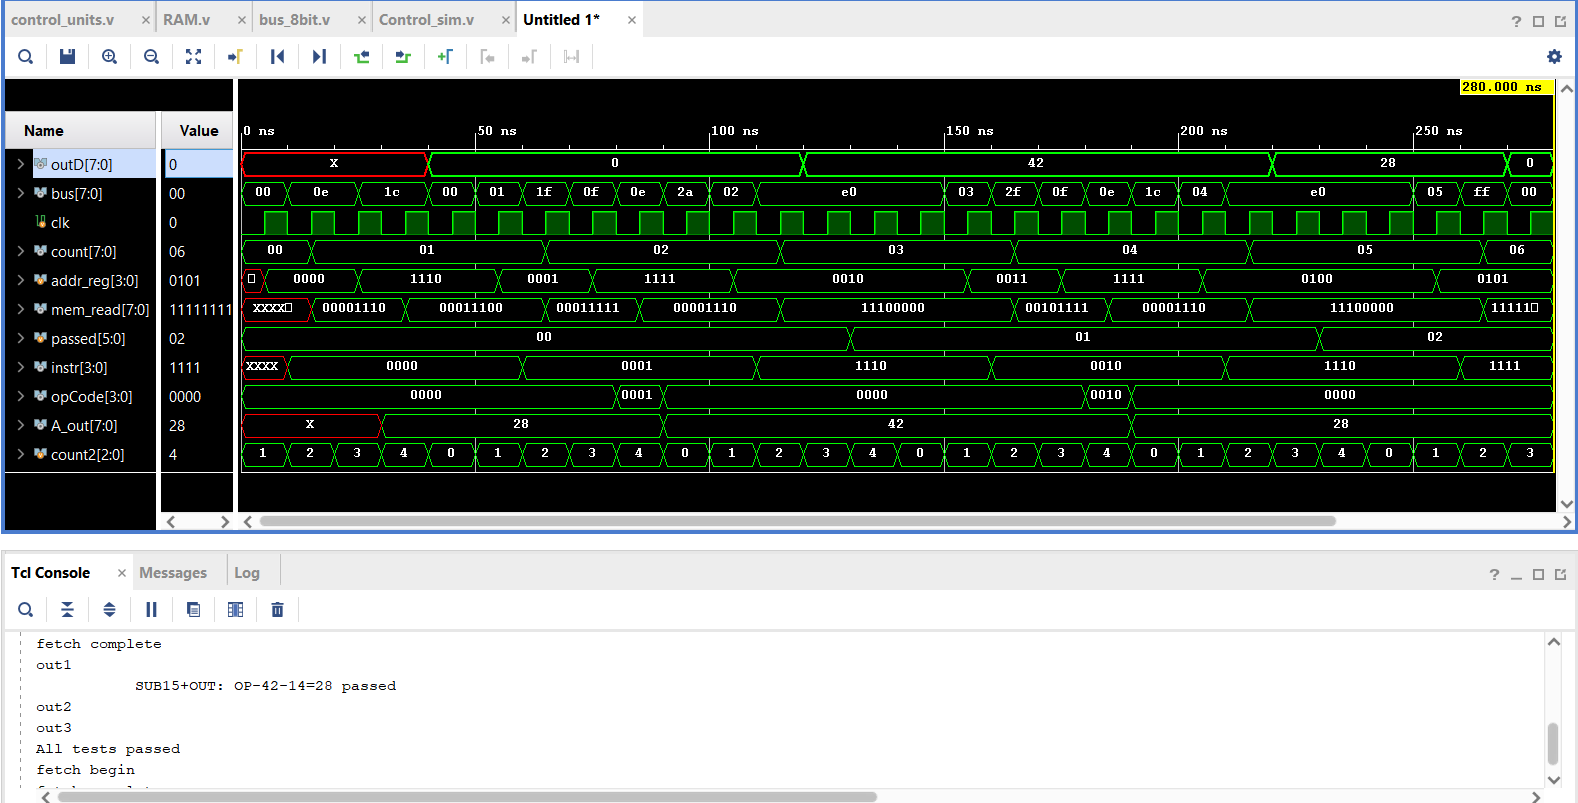 control_units.v × RAM.v × bus_8bit.v × Control_sim.v × Untitled 1* × ?
280.000 ns
Name Value 0 ns 50 ns 100 ns 150 ns 200 ns 250 ns
outD[7:0] 0 X 0 42 28 0
bus[7:0] 00 00 0e 1c 00 01 1f 0f 0e 2a 02 e0 03 2f 0f 0e 1c 04 e0 05 ff 00
clk 0
count[7:0] 06 00 01 02 03 04 05 06
addr_reg[3:0] 0101 0000 1110 0001 1111 0010 0011 1111 0100 0101
mem_read[7:0] 11111111 XXXX 00001110 00011100 00011111 00001110 11100000 00101111 00001110 11100000 11111
passed[5:0] 02 00 01 02
instr[3:0] 1111 XXXX 0000 0001 1110 0010 1110 1111
opCode[3:0] 0000 0000 0001 0000 0010 0000
A_out[7:0] 28 X 28 42 28
count2[2:0] 4 1 2 3 4 0 1 2 3 4 0 1 2 3 4 0 1 2 3 4 0 1 2 3 4 0 1 2 3
Tcl Console × Messages Log ?
fetch complete
out1
SUB15+OUT: OP-42-14=28 passed
out2
out3
All tests passed
fetch begin